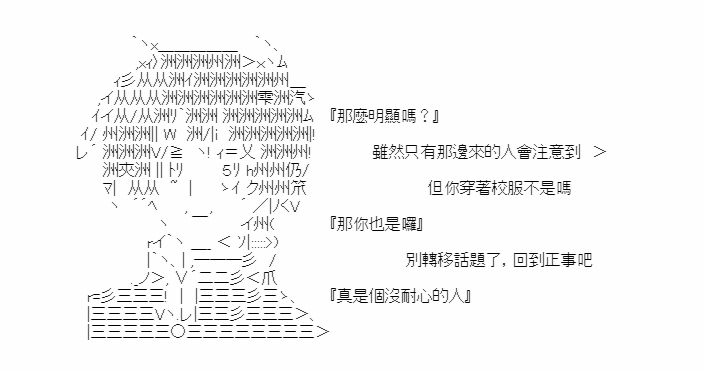 『那麼明顯嗎？』
雖然只有那邊來的人會注意到　＞
但你穿著校服不是嗎
『那你也是囉』
別轉移話題了，回到正事吧
『真是個沒耐心的人』